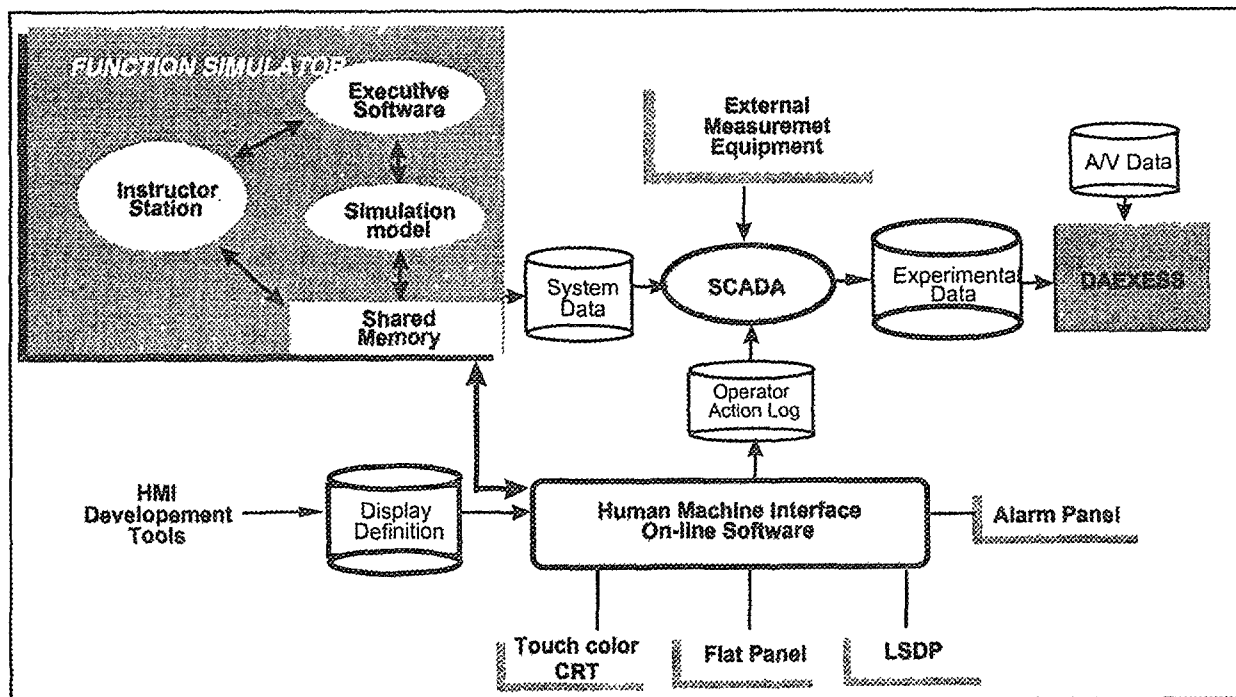 FUNCTION SIMULATOR
Executive
Software
Instructor
Station
Simulation
model
Shared
Memory
External
Measuremet
Equipment
A/V Data
System
Data
SCADA
Experimental
Data
DAEXESS
Operator
Action Log
HMI
Developement
Tools
Display
Definition
Human Machine Interface
On-line Software
Alarm Panel
Touch color
CRT
Flat Panel
LSDP